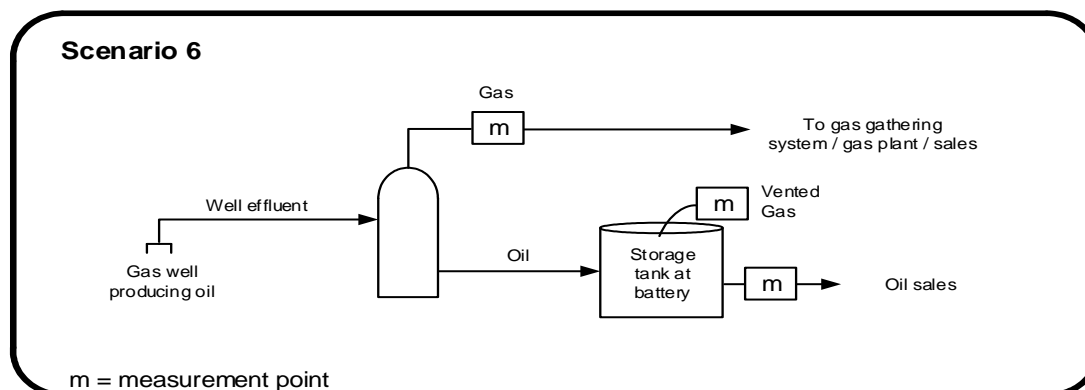 Scenario 6
Gas
m
To gas gathering
system / gas plant / sales
Well effluent
m
Vented
Gas
Gas well
producing oil
Oil
Storage
tank at
battery
m
Oil sales
m = measurement point